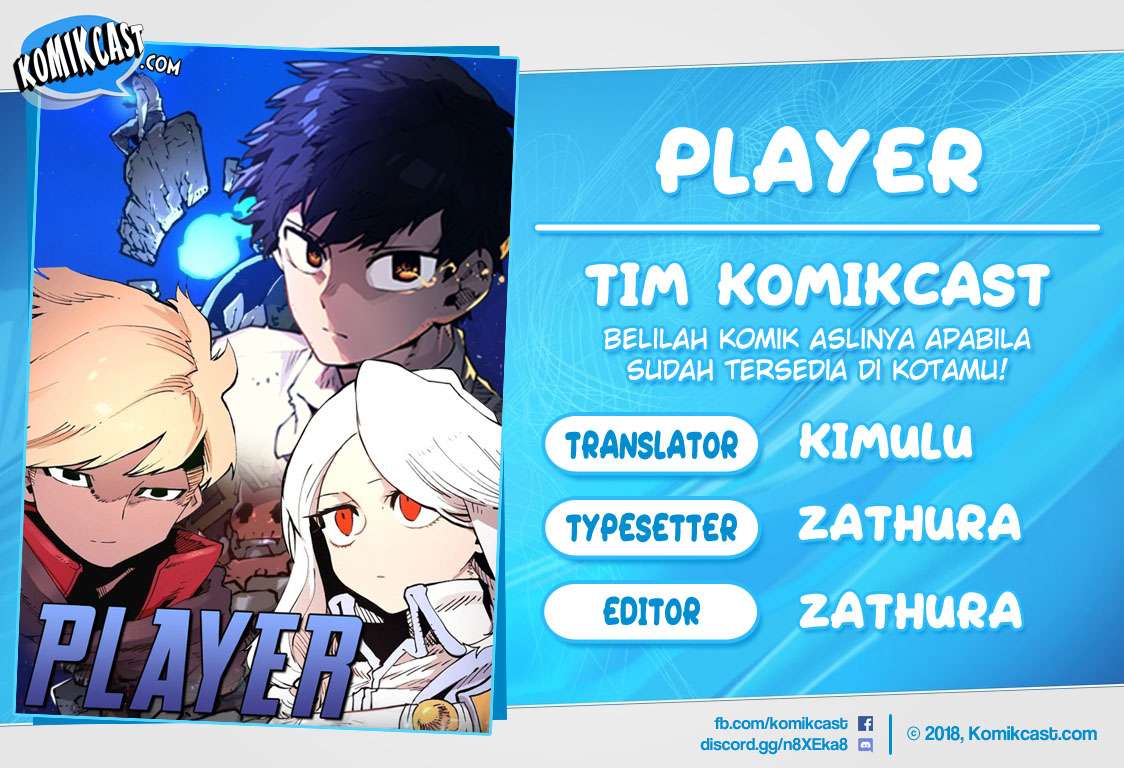 KOMIKCAST.COM
PLAYER
PLAYER
TIM KOMIKCAST
BELILAH KOMIK ASLINYA APABILA
SUDAH TERSEDIA DI KOTAMU!
TRANSLATOR KIMULU
TYPESETTER ZATHURA
EDITOR ZATHURA
fb.com/komikcast
discord.gg/n8XEka8
© 2018, Komikcast.com